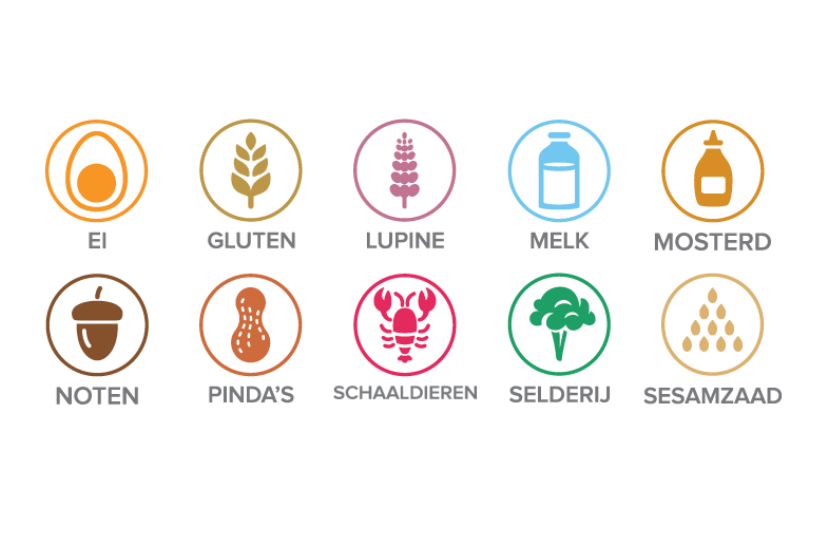 EI
GLUTEN
LUPINE
MELK
MOSTERD
NOTEN
PINDA'S
SCHAALDIEREN
SELDERIJ
SESAMZAAD